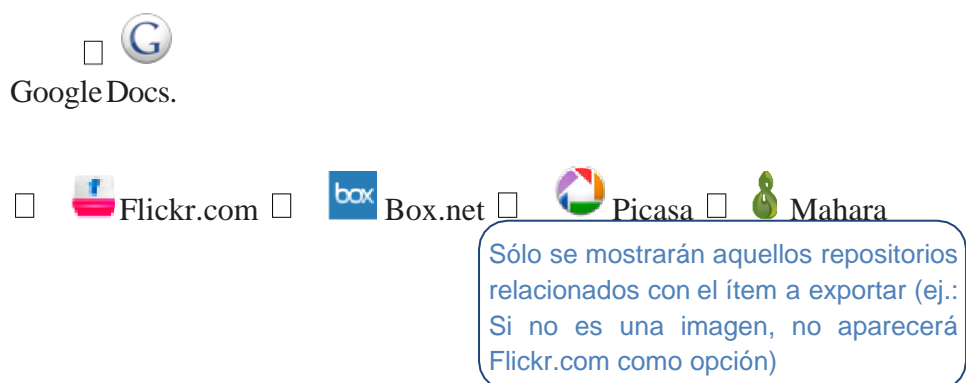 G
Google Docs.
f Flickr.com box Box.net Picasa Mahara
Sólo se mostrarán aquellos repositorios
relacionados con el ítem a exportar (ej.:
Si no es una imagen, no aparecerá
Flickr.com como opción)